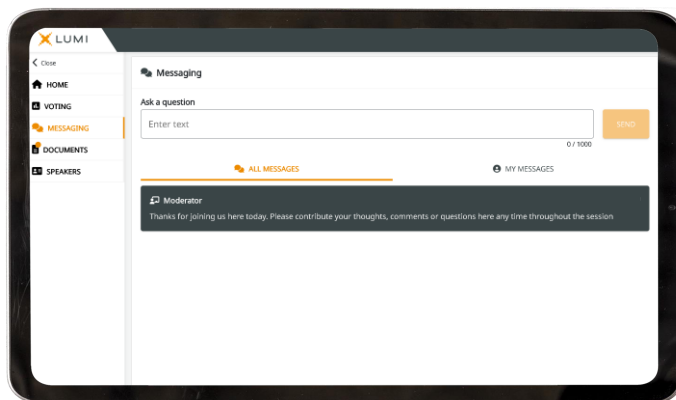 LUMI
Close
HOME
VOTING
MESSAGING
DOCUMENTS
SPEAKERS
Messaging
Ask a question
Enter text
SEND
0 / 1000
ALL MESSAGES
MY MESSAGES
Moderator
Thanks for joining us here today. Please contribute your thoughts, comments or questions here any time throughout the session